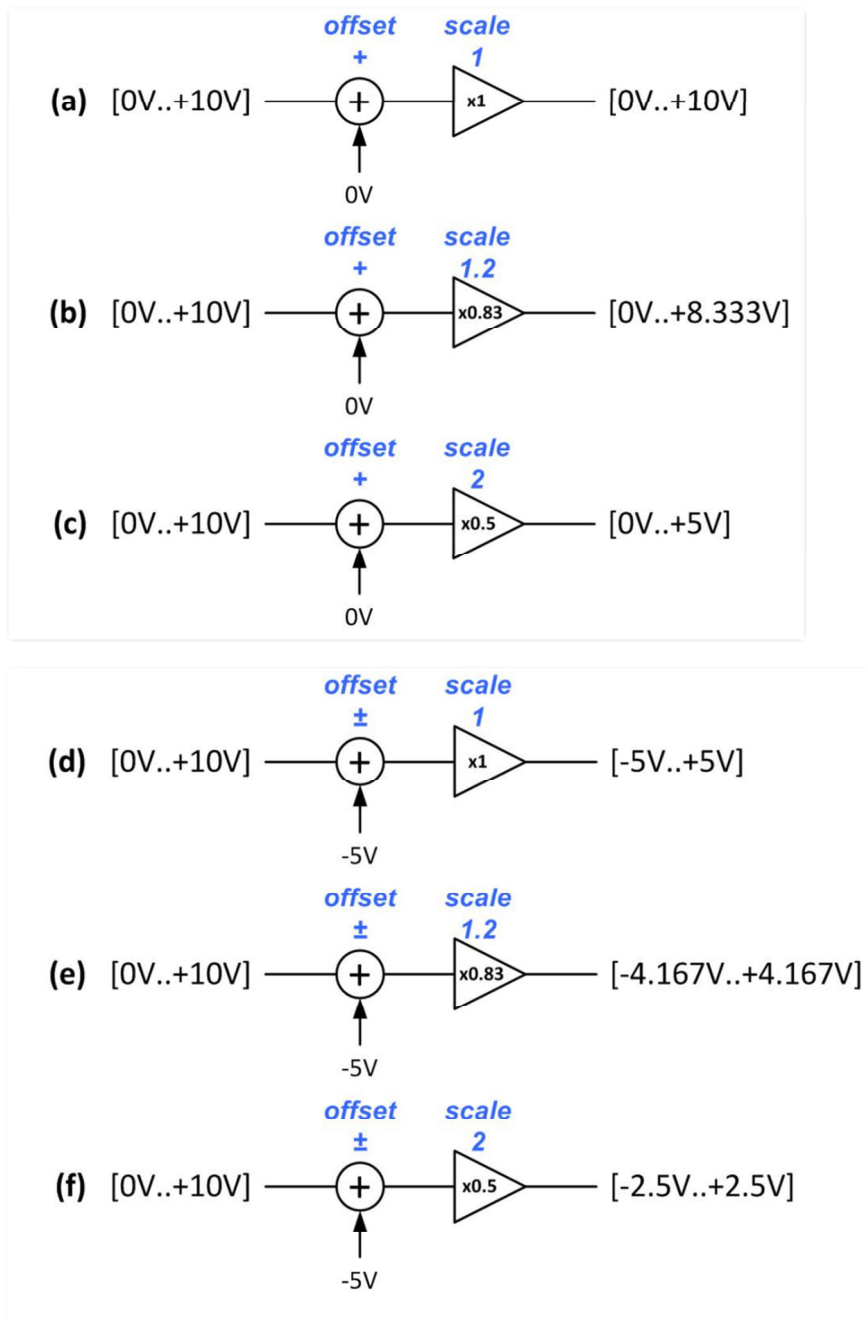 offset scale
+ 1
(a) [0V..+10V] + x1 [0V..+10V]
0V
offset scale
+ 1.2
(b) [0V..+10V] + x0.83 [0V..+8.333V]
0V
offset scale
+ 2
(c) [0V..+10V] + x0.5 [0V..+5V]
0V
offset scale
± 1
(d) [0V..+10V] + x1 [-5V..+5V]
-5V
offset scale
± 1.2
(e) [0V..+10V] + x0.83 [-4.167V..+4.167V]
-5V
offset scale
± 2
(f) [0V..+10V] + x0.5 [-2.5V..+2.5V]
-5V